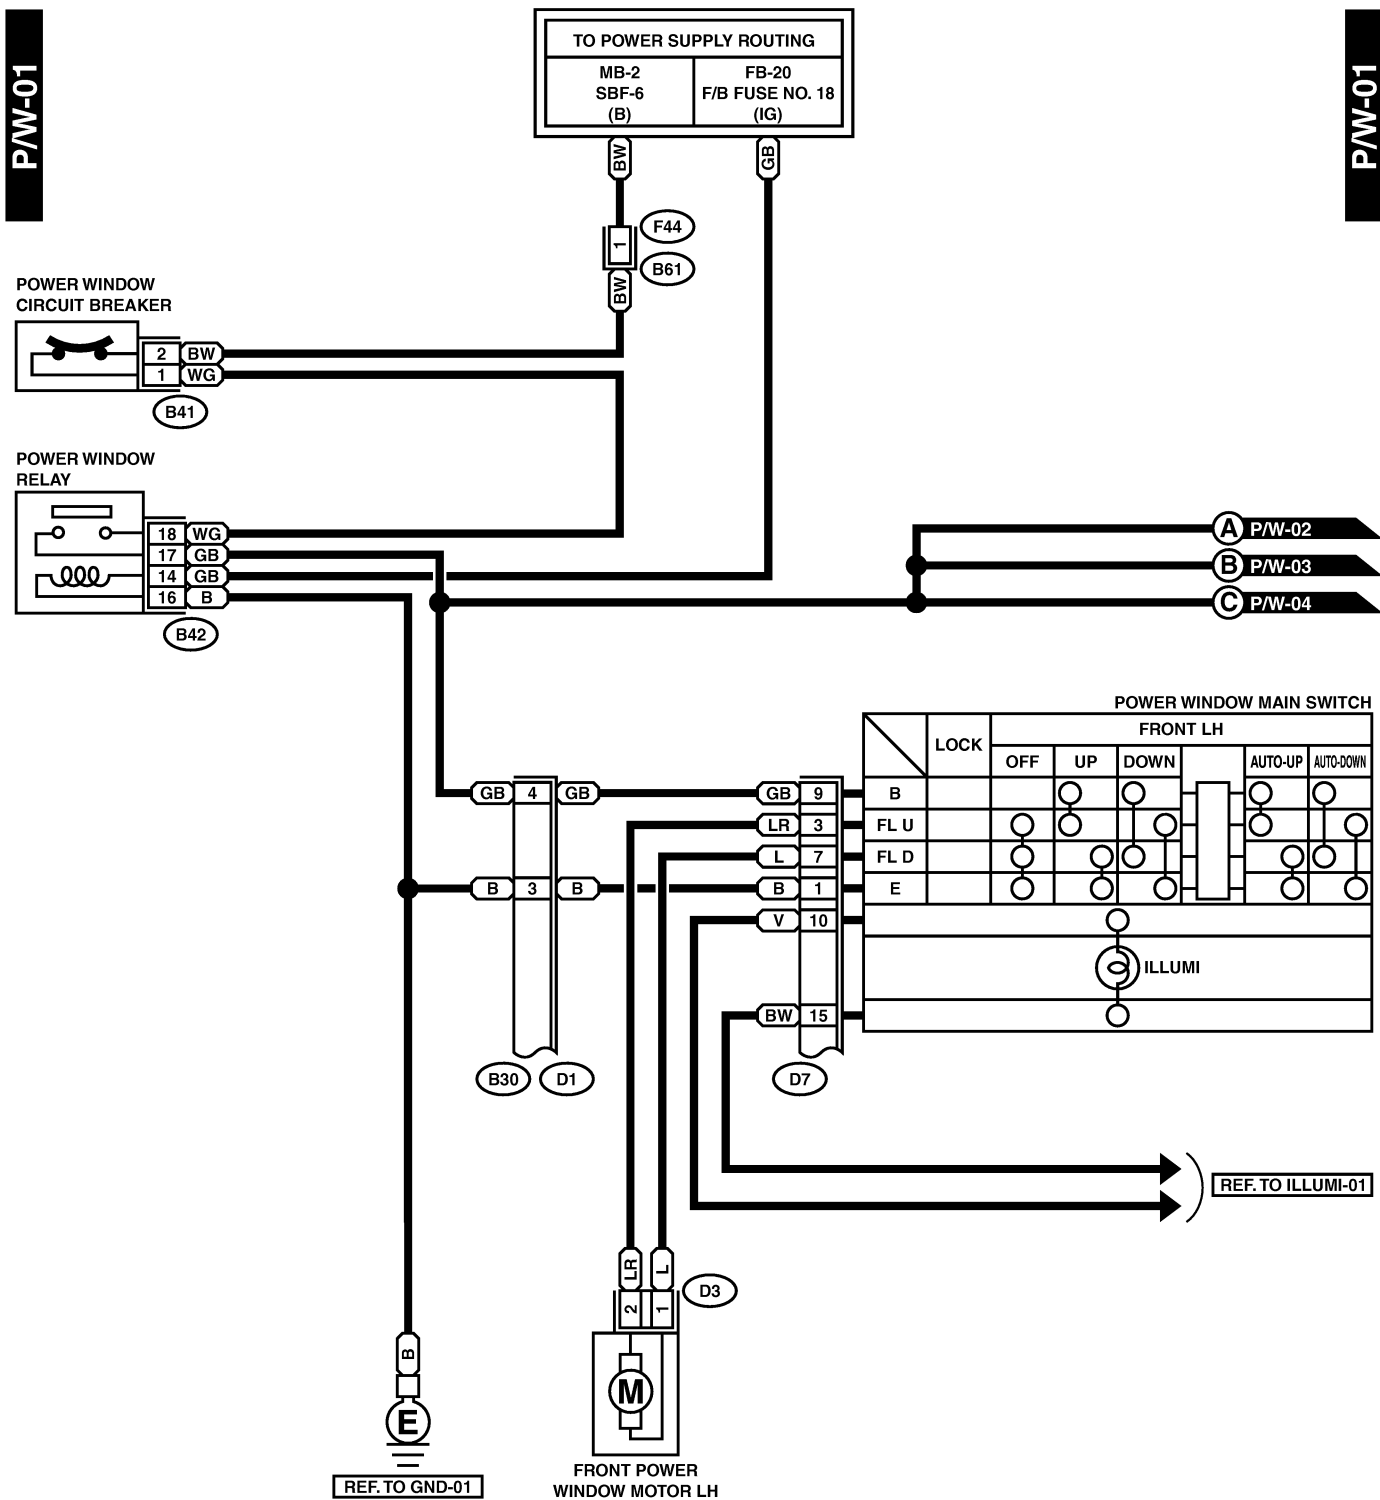 P/W-01
P/W-01
TO POWER SUPPLY ROUTING
MB-2
SBF-6
(B)
FB-20
F/B FUSE NO. 18
(IG)
BW
GB
1
F44
B61
BW
POWER WINDOW
CIRCUIT BREAKER
2 BW
1 WG
B41
POWER WINDOW
RELAY
18 WG
17 GB
14 GB
16 B
B42
A P/W-02
B P/W-03
C P/W-04
POWER WINDOW MAIN SWITCH
LOCK
FRONT LH
OFF UP DOWN AUTO-UP AUTO-DOWN
GB 4 GB GB 9 B
LR 3 FL U
L 7 FL D
B 3 B B 1 E
V 10
ILLUMI
BW 15
B30 D1 D7
REF. TO ILLUMI-01
LR L
D3
2 1
M
FRONT POWER
WINDOW MOTOR LH
B
E
REF. TO GND-01